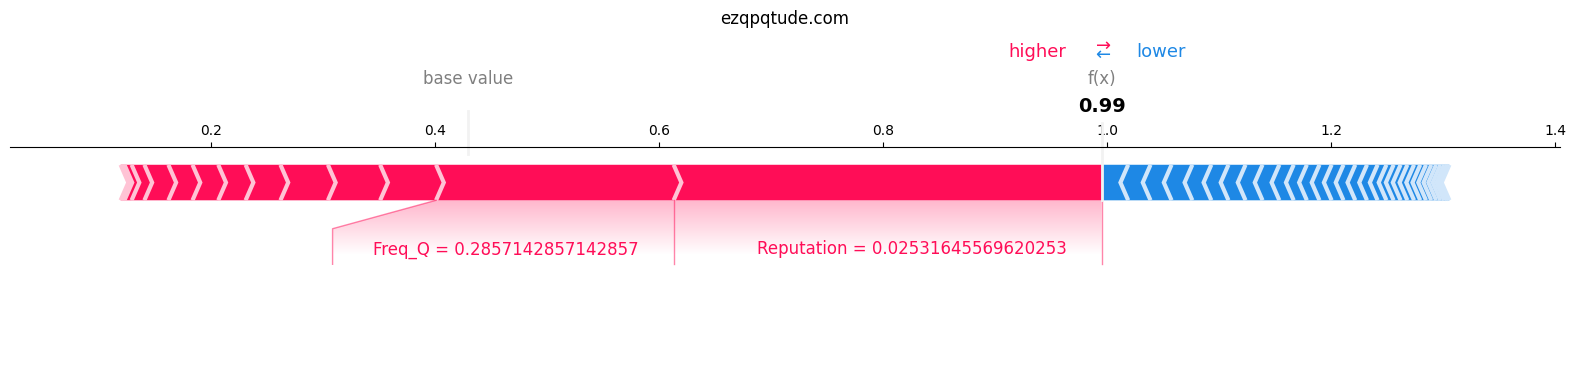 ezqpqtude.com
higher ⇄ lower
base value
f(x)
0.99
0.2 0.4 0.6 0.8 1.0 1.2 1.4
Freq_Q = 0.2857142857142857
Reputation = 0.02531645569620253